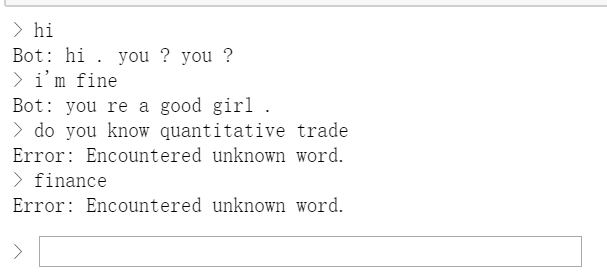 > hi
Bot: hi . you ? you ?
> i'm fine
Bot: you re a good girl .
> do you know quantitative trade
Error: Encountered unknown word.
> finance
Error: Encountered unknown word.
>